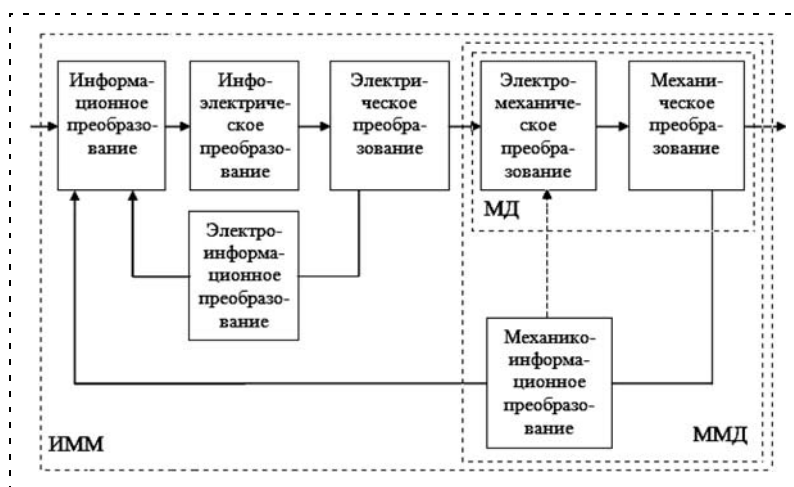 Информа-
ционное
преобразо-
вание
Инфо-
электриче-
ское
преобразо-
вание
Электри-
ческое
преобра-
зование
Электро-
механиче-
ское
преобра-
зование
Механи-
ческое
преобра-
зование
МД
Электро-
информа-
ционное
преобразо-
вание
Механико-
информа-
ционное
преобразо-
вание
ИММ
ММД